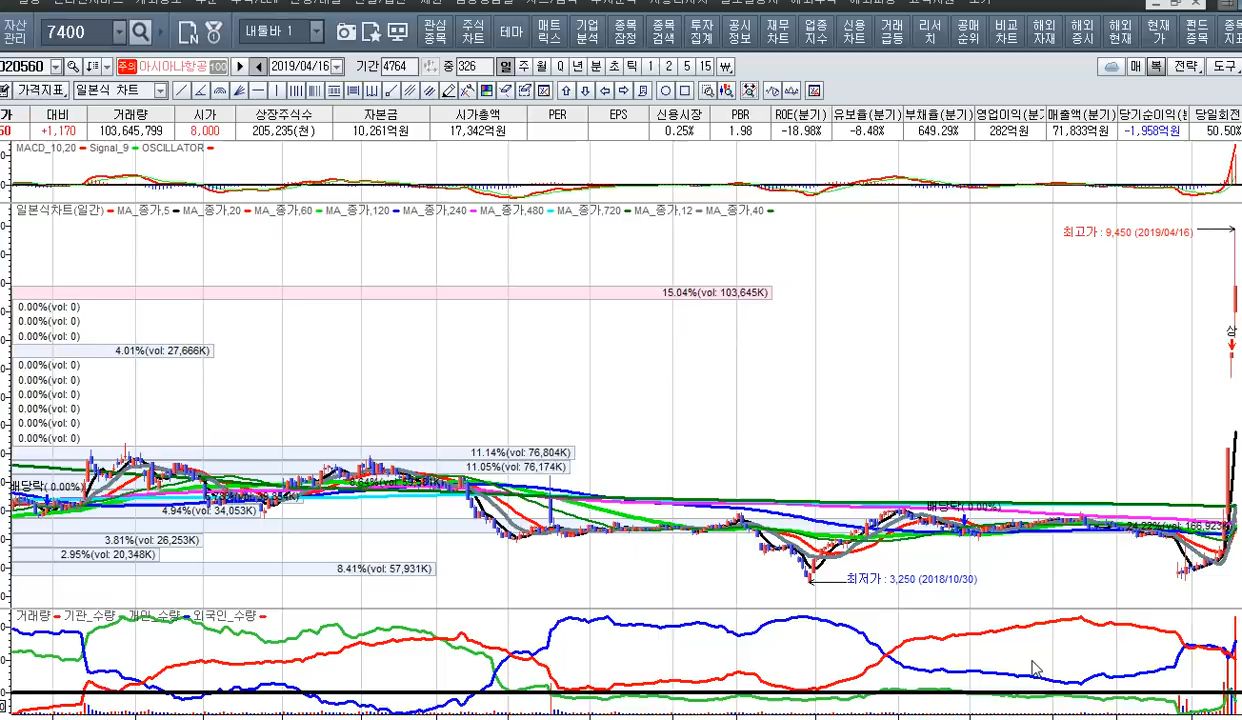 자산 관리 7400 내툴바 1 관심 종목 주식 차트 테마 매트 릭스 기업 분석 종목 잠정 종목 검색 투자 집계 공시 정보 재무 차트 업종 지수 신용 차트 거래 급등 리서 치 공매 순위 비교 차트 해외 자재 해외 증시 해외 현재 현재 가 펀드 종목
020560 주의 아시아나항공 100 2019/04/16 기간 4764 중 326 일 주 월 Q 년 분 초 틱 1 2 5 15 매 복 전략 도구
가격지표 일본식 차트
가 대비 거래량 시가 상장주식수 자본금 시가총액 PER EPS 신용시장 PBR ROE(분기) 유보율(분기) 부채율(분기) 영업이익(분기 매출액(분기) 당기순이익(분 당일회전
50 +1,170 103,645,799 8,000 205,235(천) 10,261억원 17,342억원 0.25% 1.98 -18.98% -8.48% 649.29% 282억원 71,833억원 -1,958억원 50.50%
MACD_10,20 Signal_9 OSCILLATOR
일본식차트(일간) MA_종가,5 MA_종가,20 MA_종가,60 MA_종가,120 MA_종가,240 MA_종가,480 MA_종가,720 MA_종가,12 MA_종가,40
최고가 : 9,450 (2019/04/16)
15.04%(vol: 103,645K)
0.00%(vol: 0)
0.00%(vol: 0)
0.00%(vol: 0)
상
4.01%(vol: 27,666K)
0.00%(vol: 0)
0.00%(vol: 0)
0.00%(vol: 0)
0.00%(vol: 0)
0.00%(vol: 0)
0.00%(vol: 0)
11.14%(vol: 76,804K)
11.05%(vol: 76,174K)
배당락( 0.00%)
배당락( 0.00%)
4.94%(vol: 34,053K)
3.81%(vol: 26,253K)
2.95%(vol: 20,348K)
8.41%(vol: 57,931K)
최저가 : 3,250 (2018/10/30)
거래량 기관_수량 개인_수량 외국인_수량